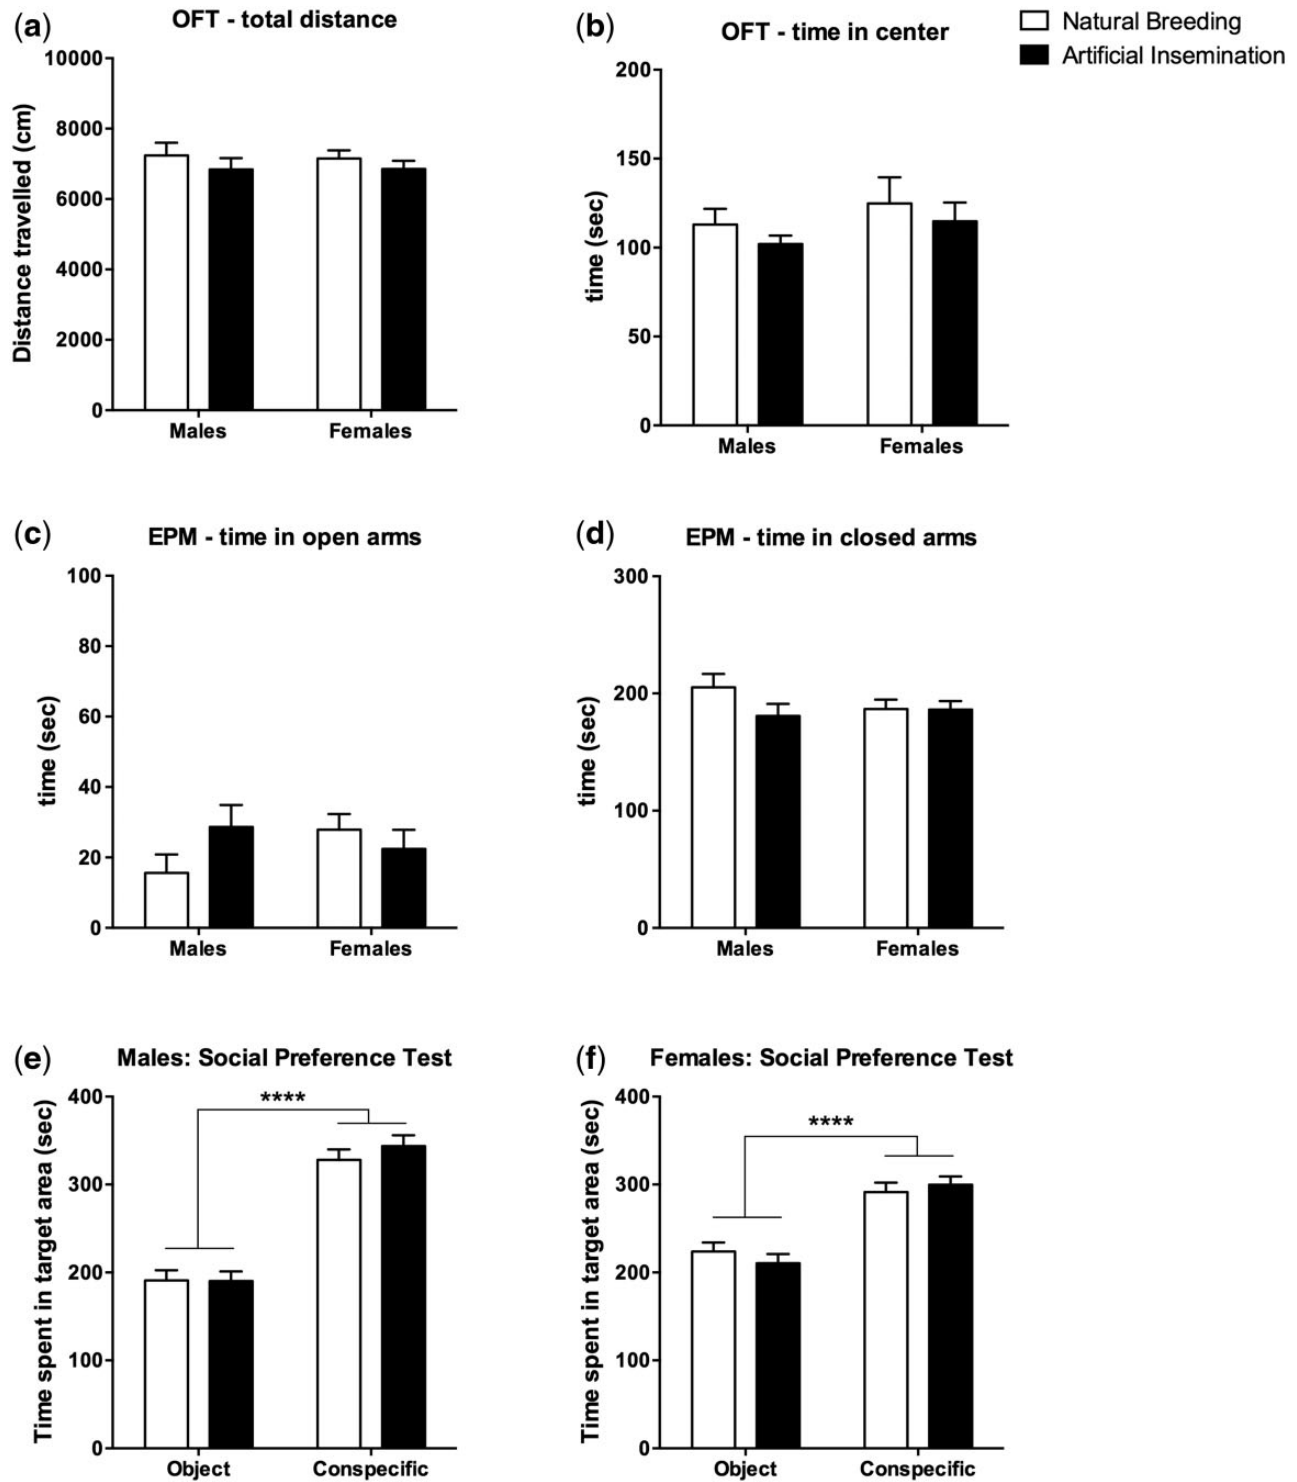 (a)
OFT - total distance
Distance travelled (cm)
10000
8000
6000
4000
2000
0
Males
Females
(b)
OFT - time in center
time (sec)
200
150
100
50
0
Males
Females
Natural Breeding
Artificial Insemination
(c)
EPM - time in open arms
time (sec)
100
80
60
40
20
0
Males
Females
(d)
EPM - time in closed arms
time (sec)
300
200
100
0
Males
Females
(e)
Males: Social Preference Test
Time spent in target area (sec)
400
300
200
100
0
****
Object
Conspecific
(f)
Females: Social Preference Test
Time spent in target area (sec)
400
300
200
100
0
****
Object
Conspecific